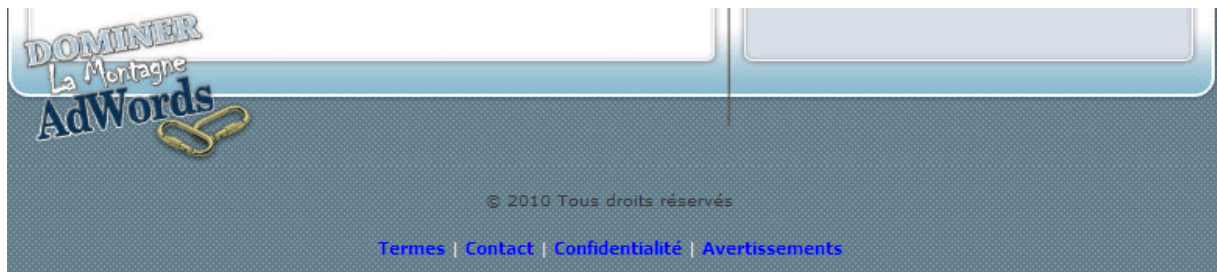 DOMINER
La Montagne
AdWords
© 2010 Tous droits réservés
Termes | Contact | Confidentialité | Avertissements